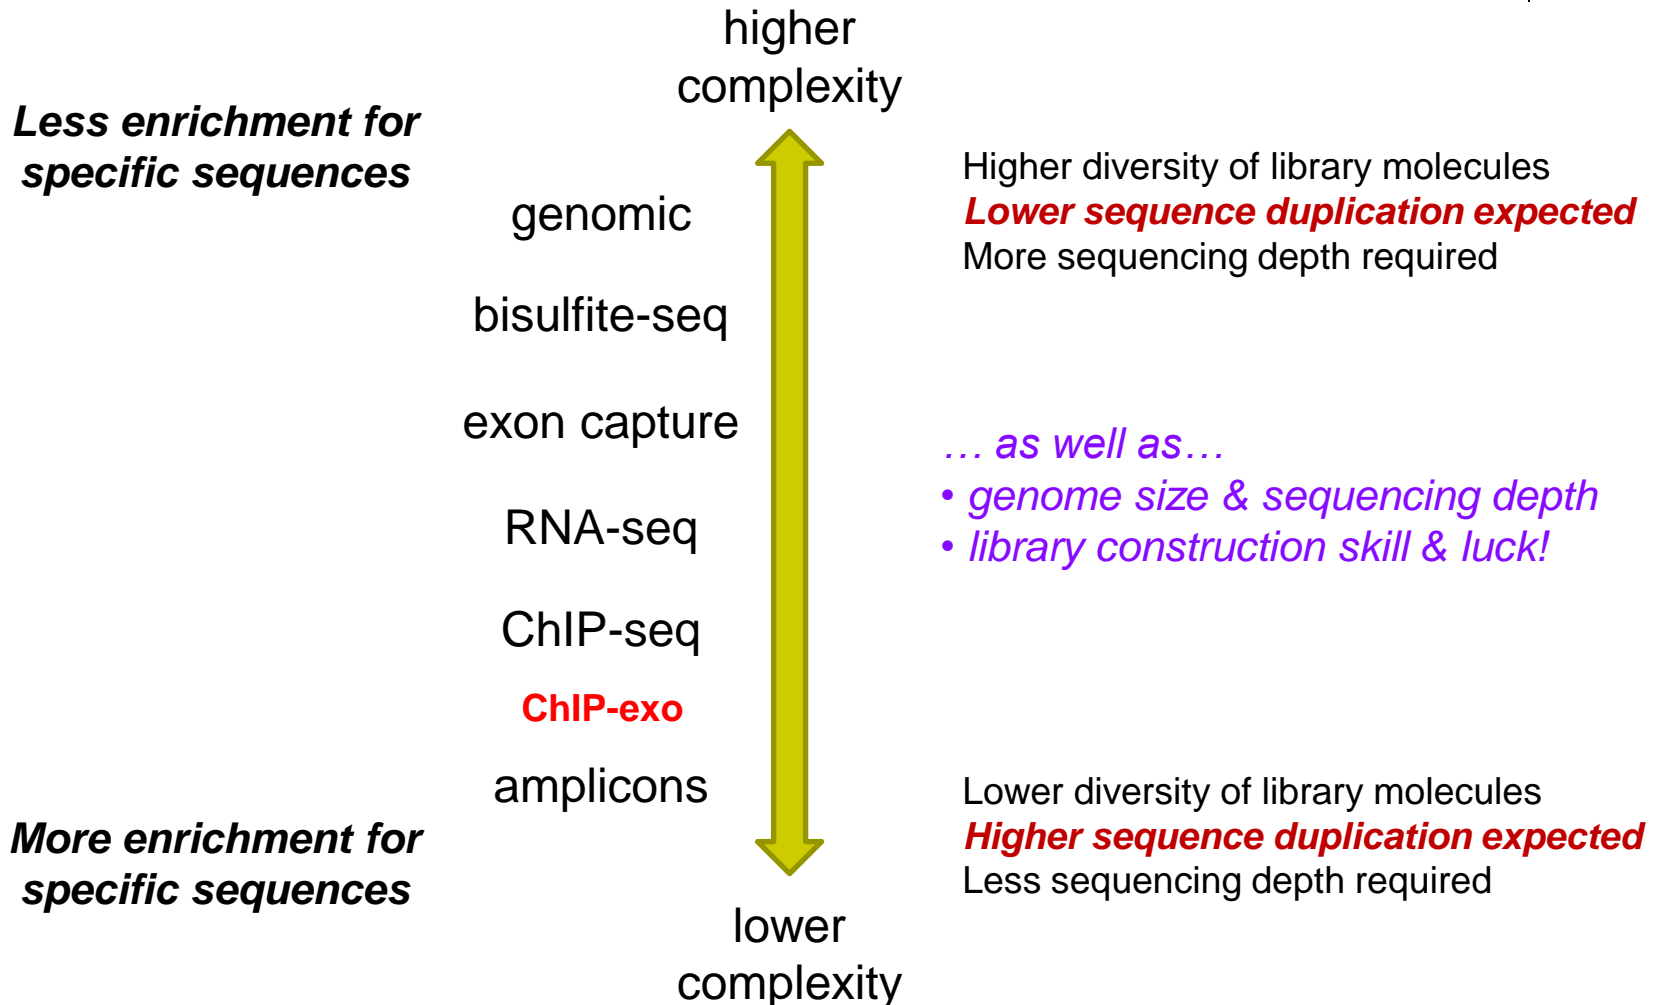 higher
complexity
Less enrichment for
specific sequences
Higher diversity of library molecules
Lower sequence duplication expected
More sequencing depth required
genomic
bisulfite-seq
exon capture
… as well as…
• genome size & sequencing depth
• library construction skill & luck!
RNA-seq
ChIP-seq
ChIP-exo
amplicons
Lower diversity of library molecules
Higher sequence duplication expected
Less sequencing depth required
More enrichment for
specific sequences
lower
complexity